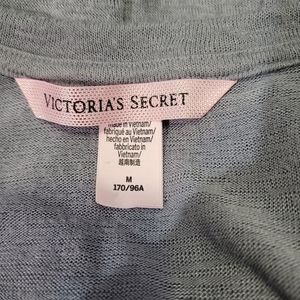 VICTORIA'S SECRET
made in Vietnam/
fabriqué au Vietnam/
hecho en Vietnam/
fabbricato in
Vietnam/
越南制造
M
170/96A